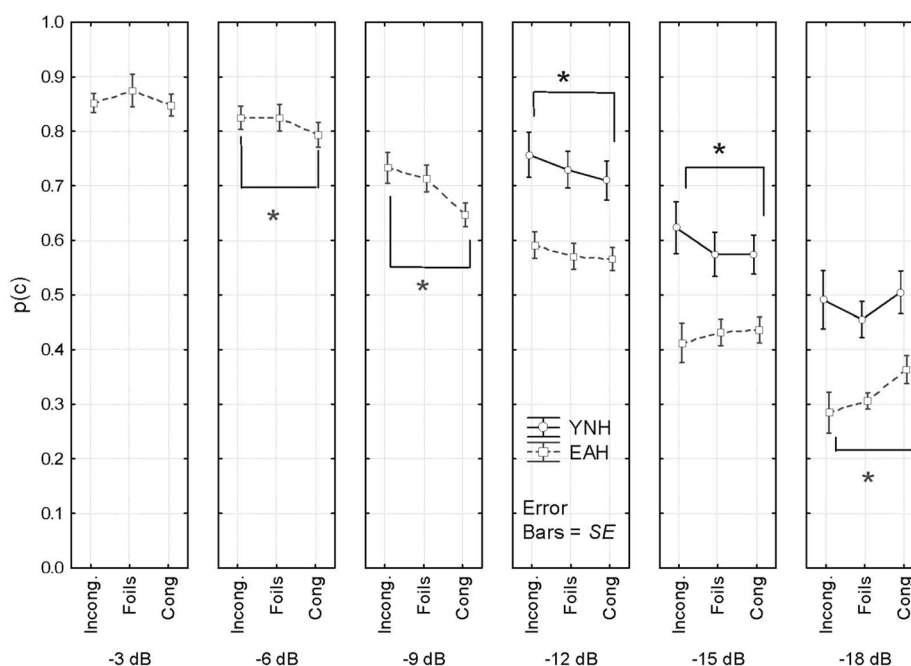 p(c)
1.0
0.9
0.8
0.7
0.6
0.5
0.4
0.3
0.2
0.1
0.0
*
*
*
*
*
YNH
EAH
Error
Bars = SE
Incong. Foils Cong
Incong. Foils Cong
Incong. Foils Cong
Incong. Foils Cong
Incong. Foils Cong
Incong. Foils Cong
-3 dB -6 dB -9 dB -12 dB -15 dB -18 dB